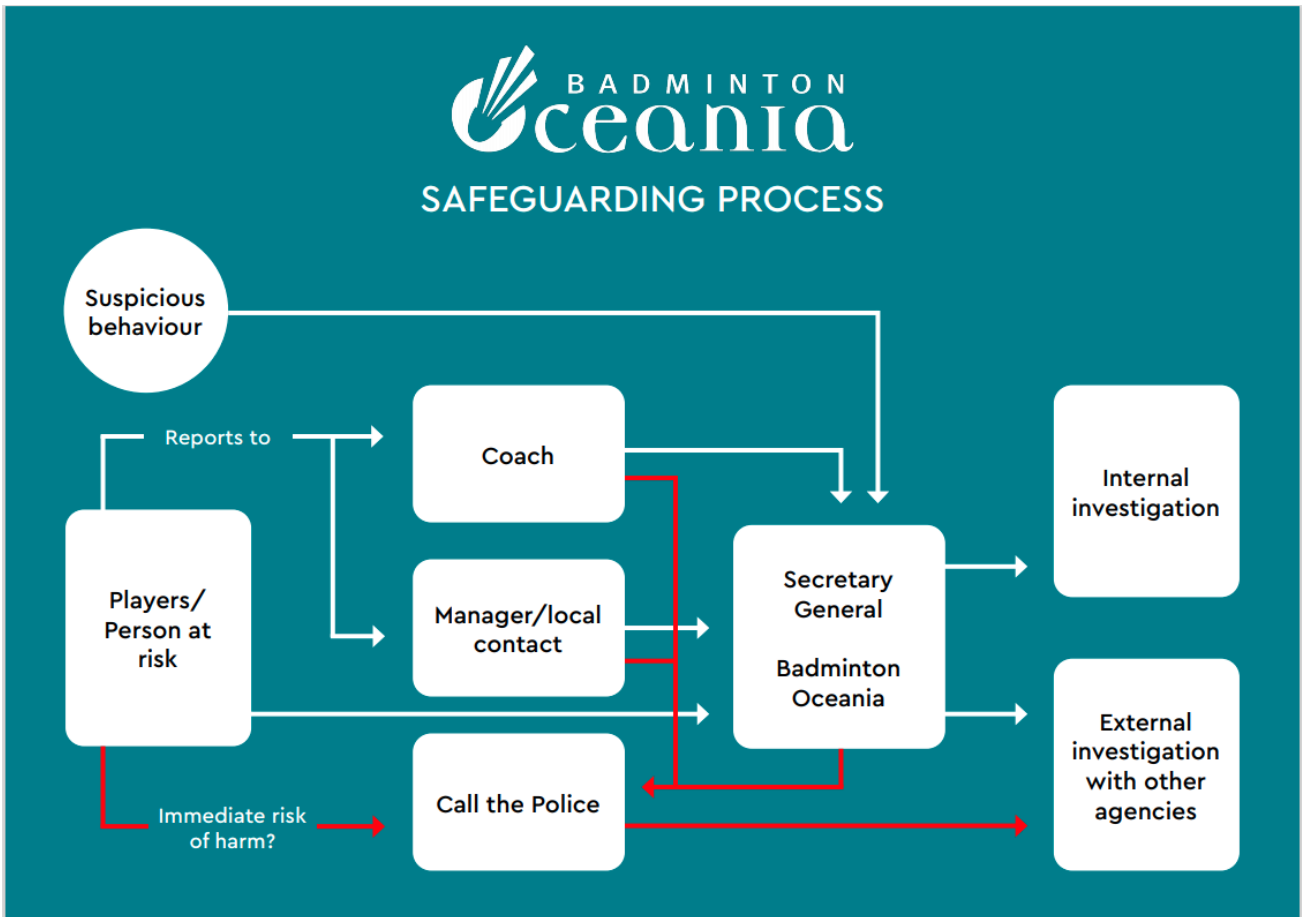 BADMINTON
Oceania
SAFEGUARDING PROCESS
Suspicious
behaviour
Reports to
Coach
Internal
investigation
Players/
Person at
risk
Manager/local
contact
Secretary
General
Badminton
Oceania
Call the Police
External
investigation
with other
agencies
Immediate risk
of harm?